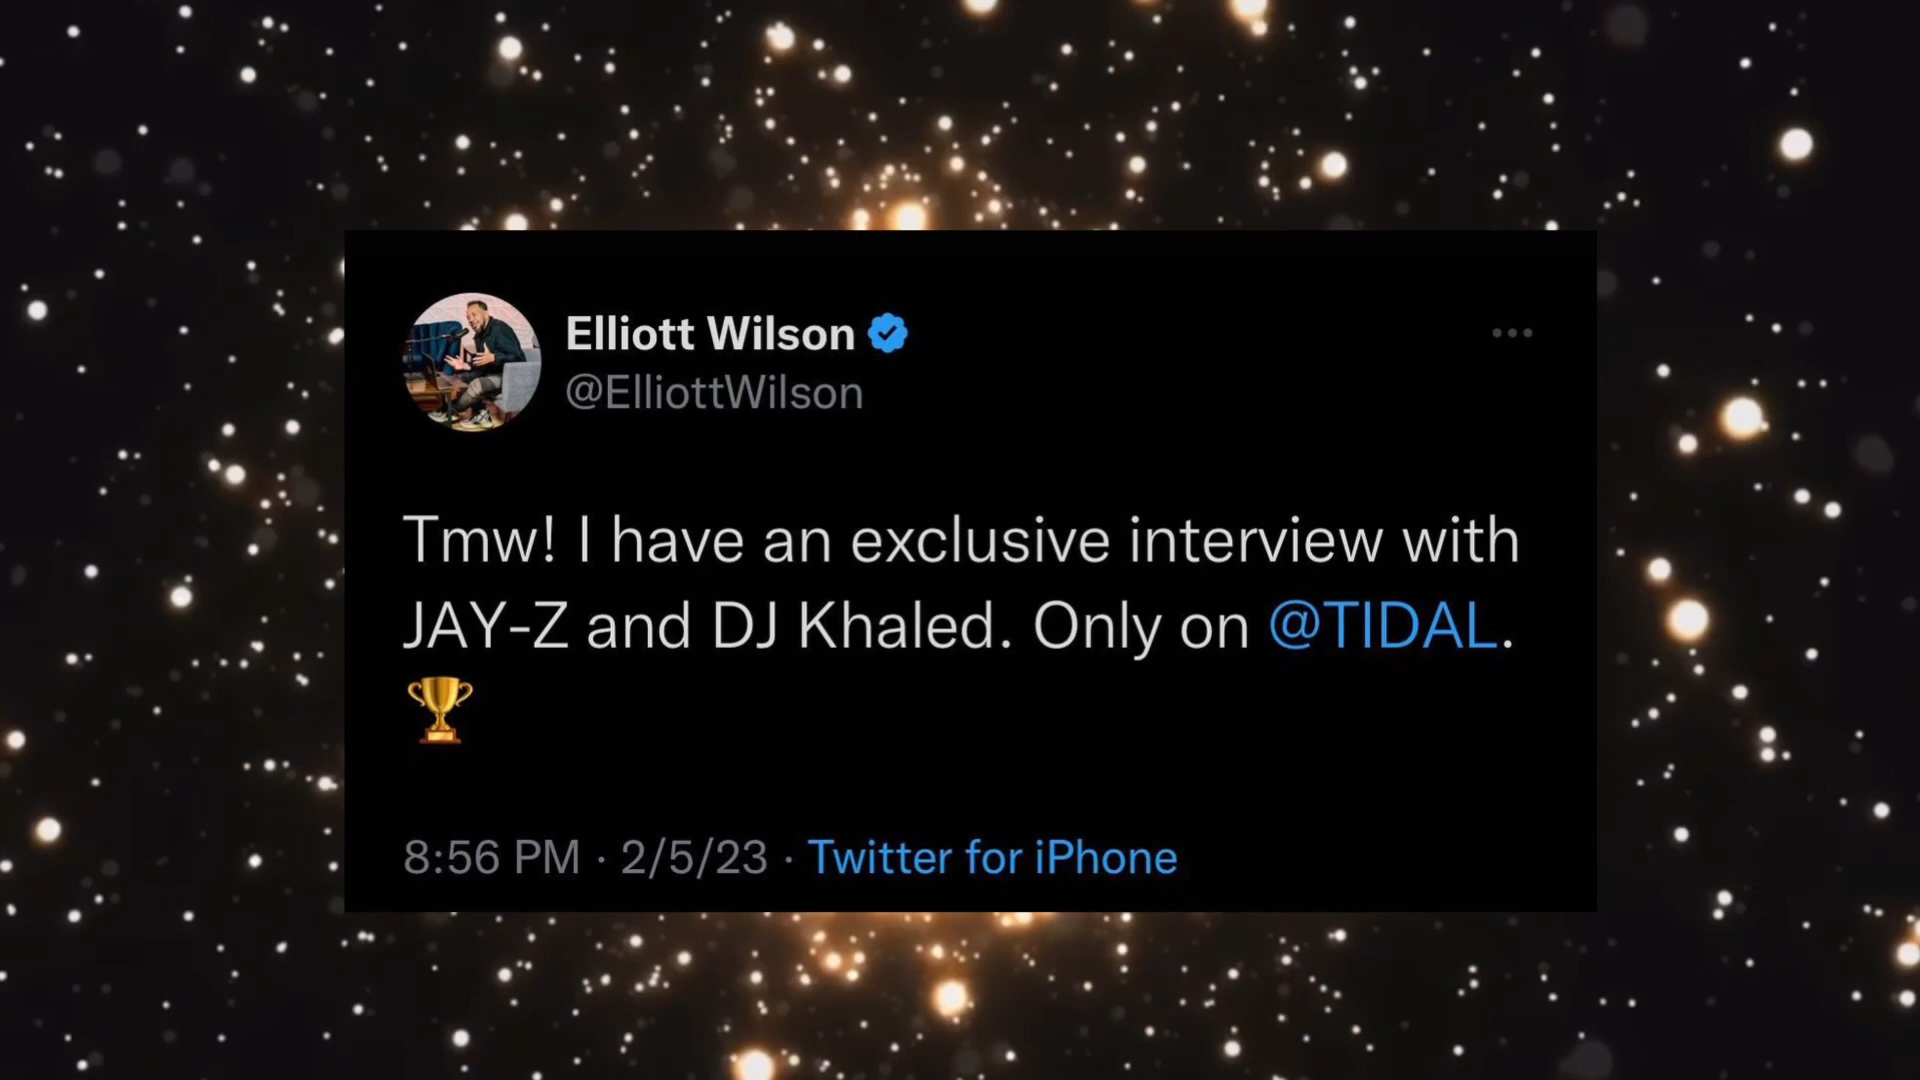 Elliott Wilson
@ElliottWilson
Tmw! I have an exclusive interview with
JAY-Z and DJ Khaled. Only on @TIDAL.
🏆
8:56 PM · 2/5/23 · Twitter for iPhone